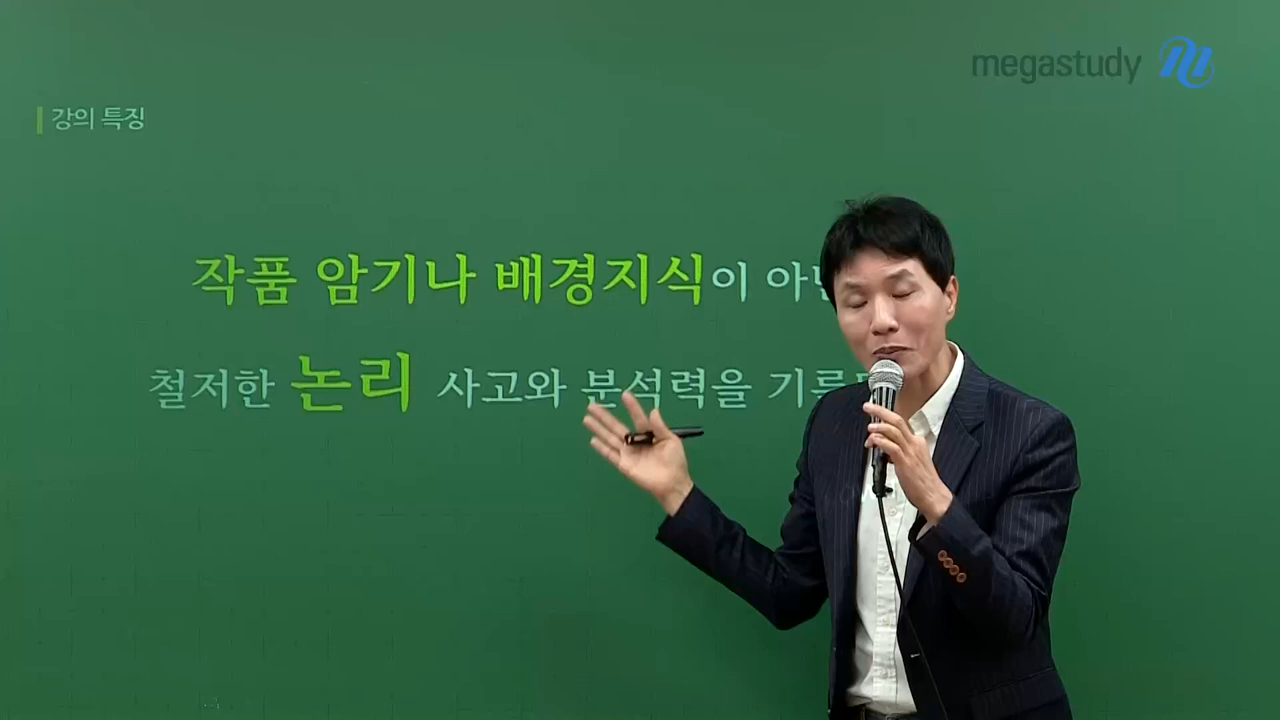 megastudy
강의 특징
작품 암기나 배경지식이
철저한 논리 사고와 분석력을